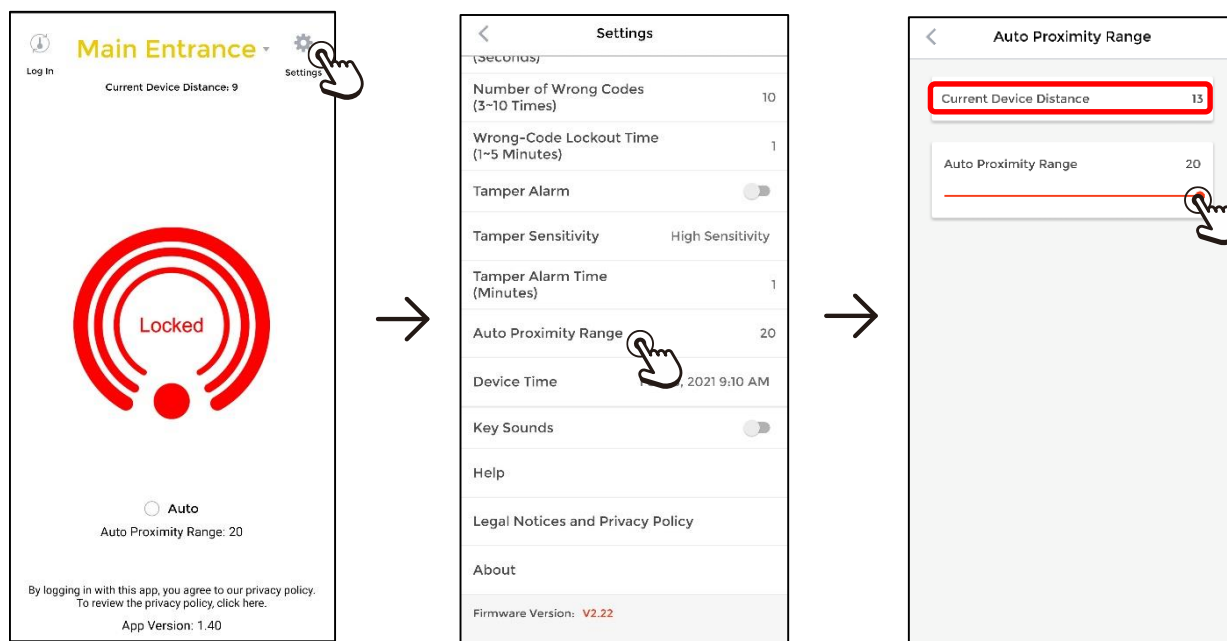 Main Entrance
Log In
Settings
Current Device Distance: 9
Locked
Auto
Auto Proximity Range: 20
By logging in with this app, you agree to our privacy policy.
To review the privacy policy, click here.
App Version: 1.40
Settings
(Seconds)
Number of Wrong Codes
(3~10 Times)
10
Wrong-Code Lockout Time
(1~5 Minutes)
1
Tamper Alarm
Tamper Sensitivity High Sensitivity
Tamper Alarm Time
(Minutes)
1
Auto Proximity Range 20
Device Time , 2021 9:10 AM
Key Sounds
Help
Legal Notices and Privacy Policy
About
Firmware Version: V2.22
Auto Proximity Range
Current Device Distance 13
Auto Proximity Range 20